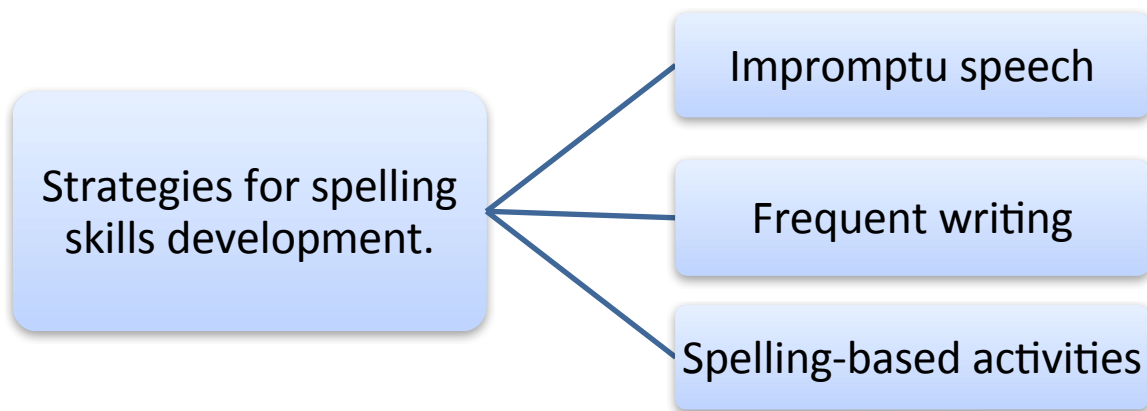 Strategies for spelling
skills development.
Impromptu speech
Frequent writing
Spelling-based activities